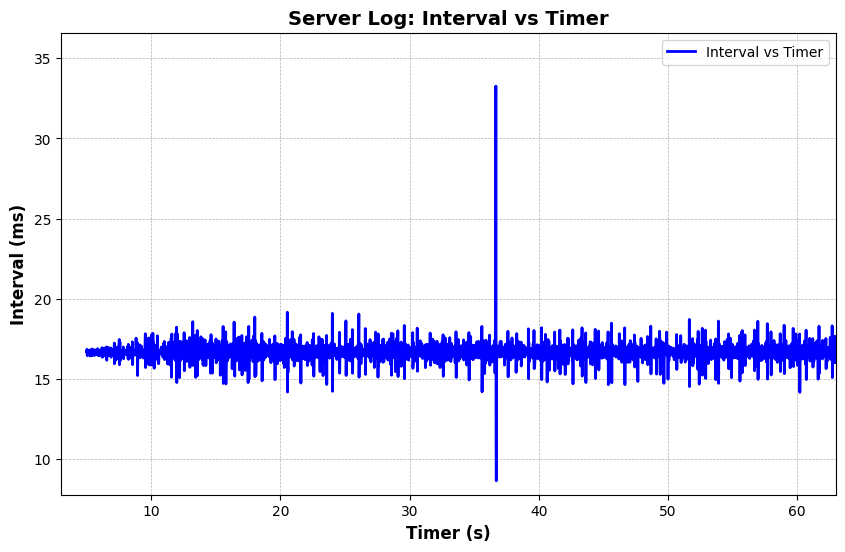 Server Log: Interval vs Timer
Interval vs Timer
35
30
25
20
15
10
Interval (ms)
10 20 30 40 50 60
Timer (s)